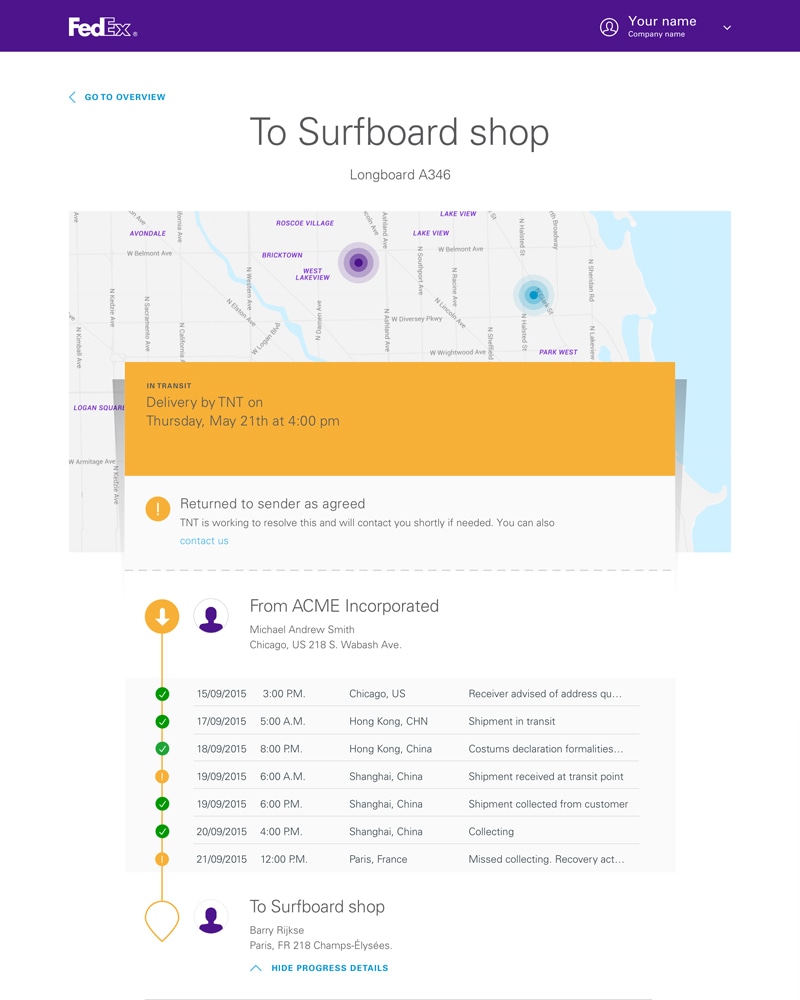 FedEx®
Your name
Company name
GO TO OVERVIEW
To Surfboard shop
Longboard A346
AVONDALE
ROSCOE VILLAGE
LAKE VIEW
LAKE VIEW
W Belmont Ave
W Belmont Ave
BRICKTOWN
WEST
LAKEVIEW
N Kedzie Ave
N Sacramento Ave
N Western Ave
N Elston Ave
W Logan Blvd
N Damen Ave
N Ashland Ave
N Southport Ave
N Racine Ave
N Lincoln Ave
N Halsted St
N Halsted St
N Sheridan Rd
N Kimball Ave
N California A
Ashland Ave
W Diversey Pkwy
W Wrightwood Ave
PARK WEST
N Sheffield
N Lakeview
LOGAN SQUARE
W Armitage Ave
N Kedzie Ave
IN TRANSIT
Delivery by TNT on
Thursday, May 21th at 4:00 pm
Returned to sender as agreed
TNT is working to resolve this and will contact you shortly if needed. You can also
contact us
From ACME Incorporated
Michael Andrew Smith
Chicago, US 218 S. Wabash Ave.
15/09/2015 3:00 P.M. Chicago, US Receiver advised of address qu…
17/09/2015 5:00 A.M. Hong Kong, CHN Shipment in transit
18/09/2015 8:00 P.M. Hong Kong, China Costums declaration formalities…
19/09/2015 6:00 A.M. Shanghai, China Shipment received at transit point
19/09/2015 6:00 P.M. Shanghai, China Shipment collected from customer
20/09/2015 4:00 P.M. Shanghai, China Collecting
21/09/2015 12:00 P.M. Paris, France Missed collecting. Recovery act…
To Surfboard shop
Barry Rijkse
Paris, FR 218 Champs-Élysées.
HIDE PROGRESS DETAILS